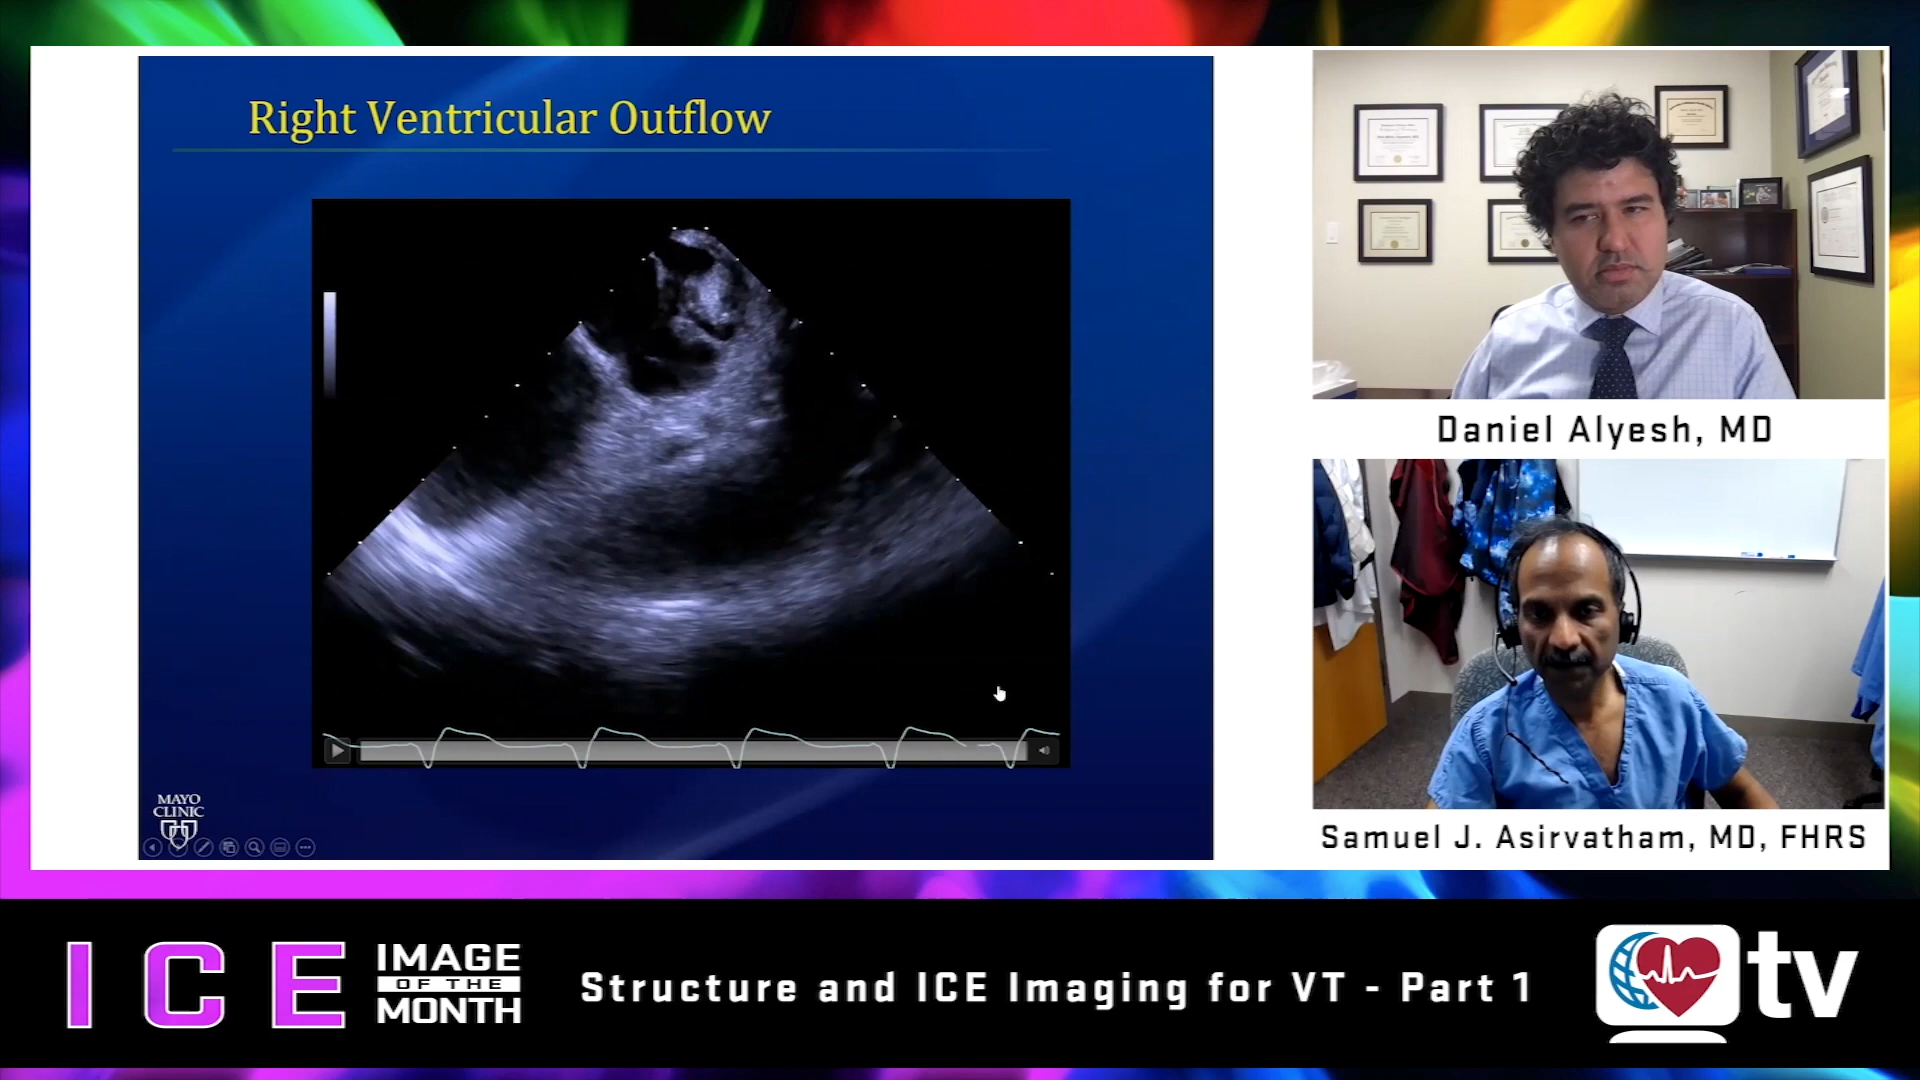 Right Ventricular Outflow
MAYO
CLINIC
Daniel Alyesh, MD
Samuel J. Asirvatham, MD, FHRS
ICE
IMAGE
OF THE
MONTH
Structure and ICE Imaging for VT - Part 1
tv